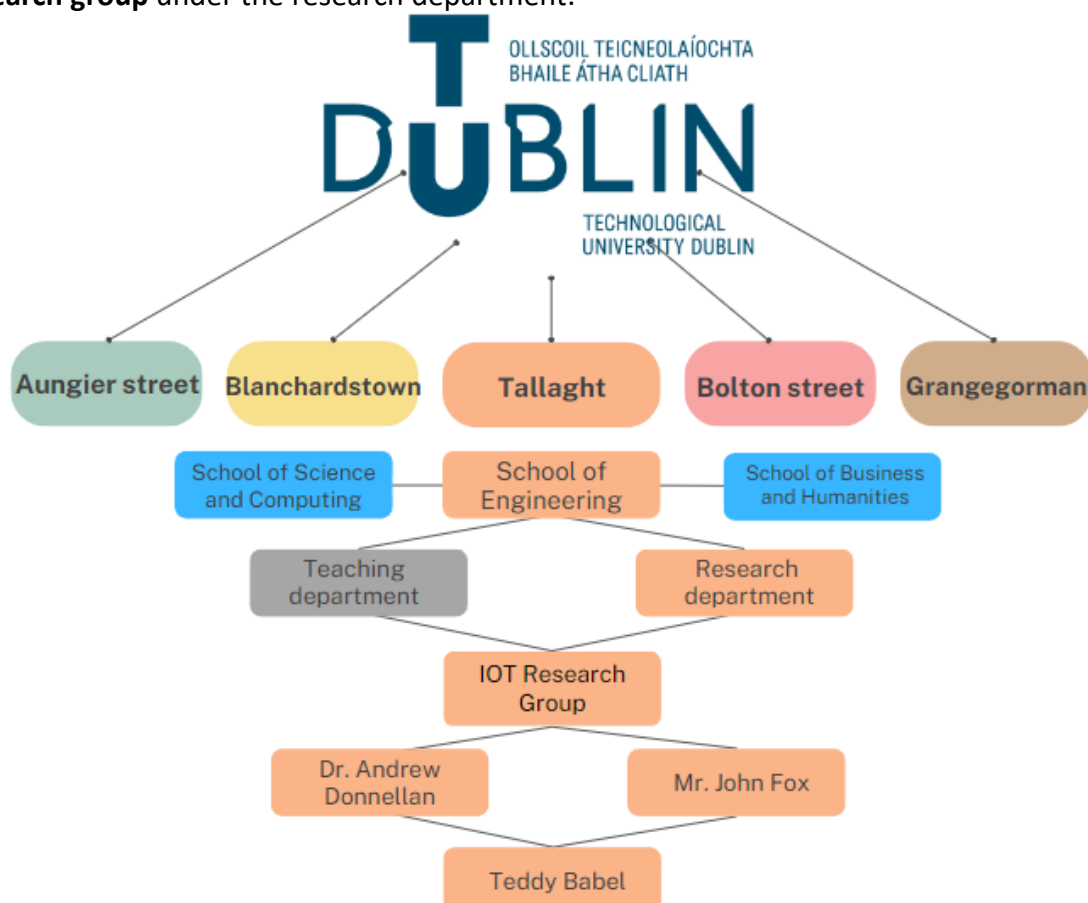 earch group under the research department.
T
U
DUBLIN
OLLSCOIL TEICNEOLAÍOCHTA
BHAILE ÁTHA CLIATH
TECHNOLOGICAL
UNIVERSITY DUBLIN
Aungier street
Blanchardstown
Tallaght
Bolton street
Grangegorman
School of Science
and Computing
School of
Engineering
School of Business
and Humanities
Teaching
department
Research
department
IOT Research
Group
Dr. Andrew
Donnellan
Mr. John Fox
Teddy Babel